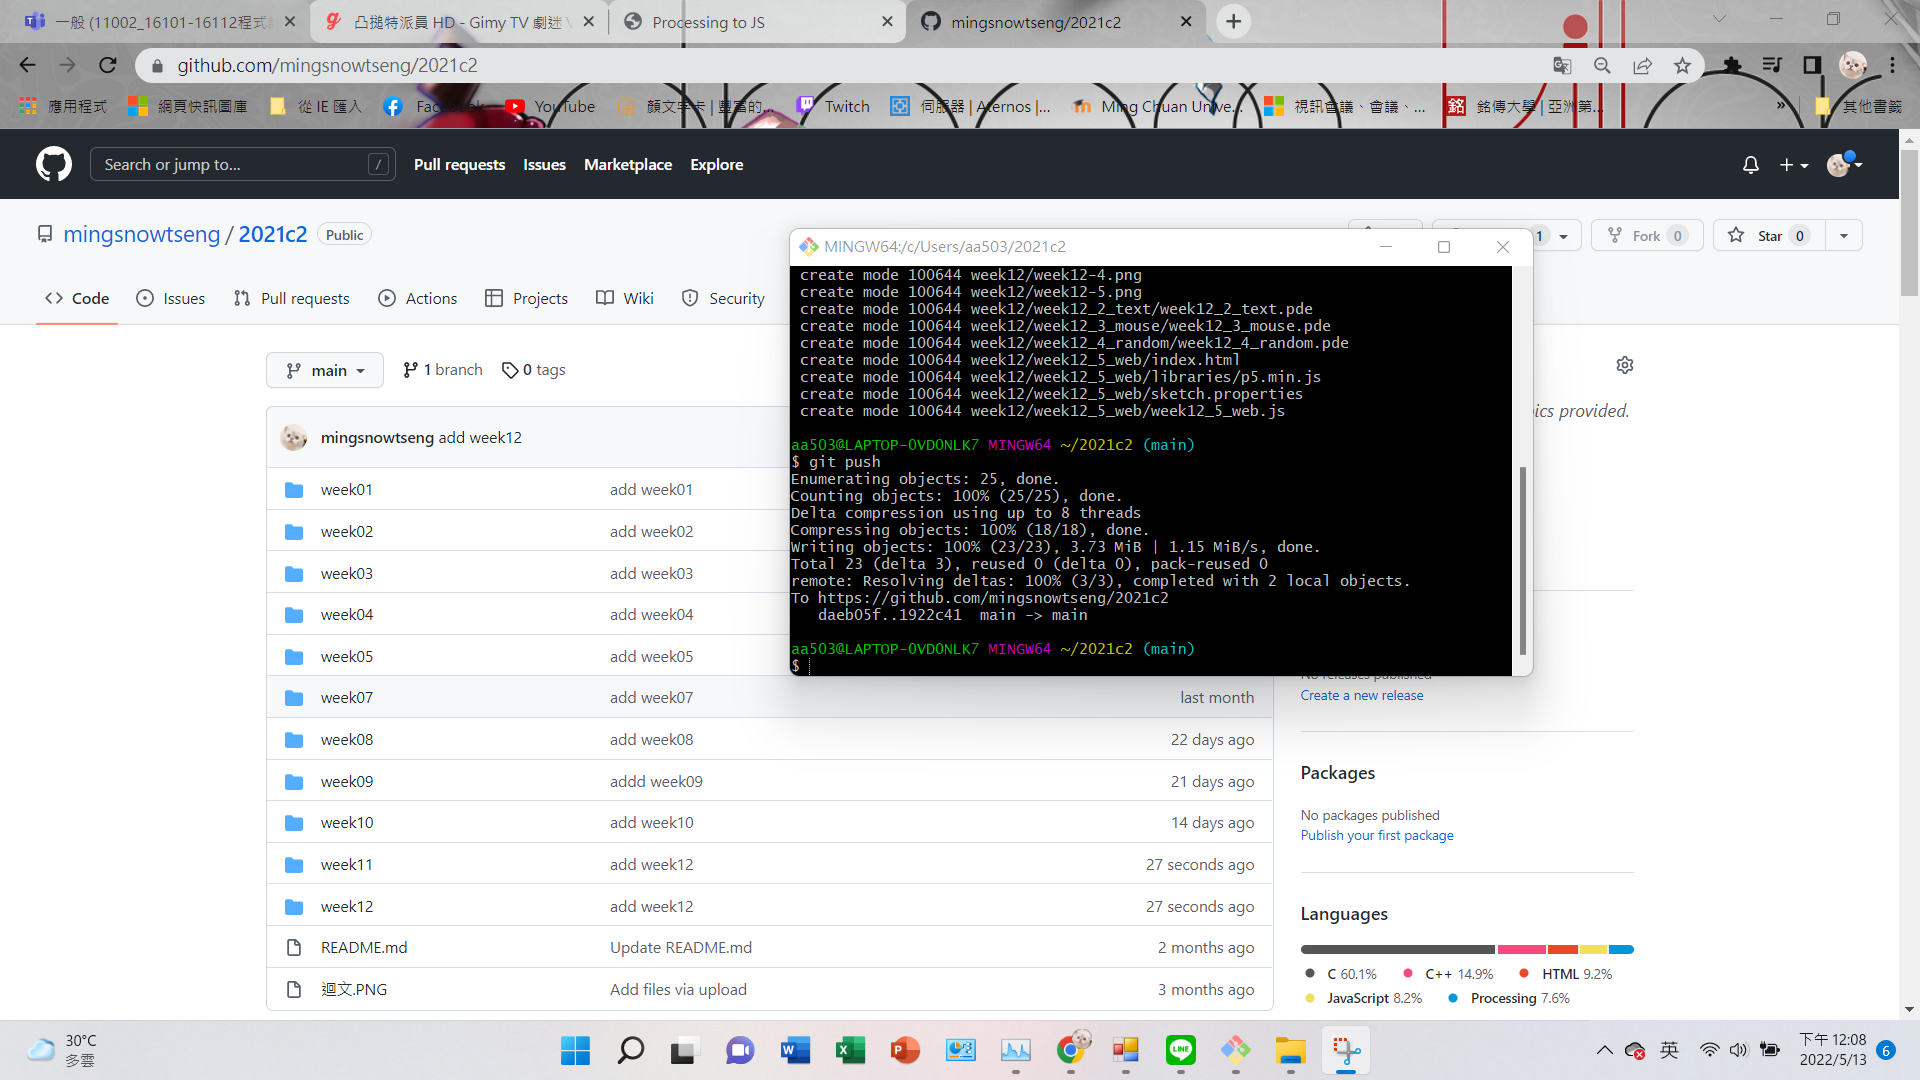 一般 (11002_16101-16112程式設
凸搥特派員 HD - Gimy TV 劇迷
Processing to JS
mingsnowtseng/2021c2
github.com/mingsnowtseng/2021c2
應用程式
網頁快訊圖庫
從 IE 匯入
Facebook
YouTube
顏文字卡 | 豐富的...
Twitch
伺服器 | Aternos |...
Ming Chuan Unive...
視訊會議、會議、...
銘傳大學 | 亞洲第...
»
其他書籤
Search or jump to...
/
Pull requests
Issues
Marketplace
Explore
mingsnowtseng / 2021c2
Public
1
Fork 0
Star 0
Code
Issues
Pull requests
Actions
Projects
Wiki
Security
MINGW64:/c/Users/aa503/2021c2
create mode 100644 week12/week12-4.png
create mode 100644 week12/week12-5.png
create mode 100644 week12/week12_2_text/week12_2_text.pde
create mode 100644 week12/week12_3_mouse/week12_3_mouse.pde
create mode 100644 week12/week12_4_random/week12_4_random.pde
create mode 100644 week12/week12_5_web/index.html
create mode 100644 week12/week12_5_web/libraries/p5.min.js
create mode 100644 week12/week12_5_web/sketch.properties
create mode 100644 week12/week12_5_web/week12_5_web.js
aa503@LAPTOP-OVDONLK7 MINGW64 ~/2021c2 (main)
$ git push
Enumerating objects: 25, done.
Counting objects: 100% (25/25), done.
Delta compression using up to 8 threads
Compressing objects: 100% (18/18), done.
Writing objects: 100% (23/23), 3.73 MiB | 1.15 MiB/s, done.
Total 23 (delta 3), reused 0 (delta 0), pack-reused 0
remote: Resolving deltas: 100% (3/3), completed with 2 local objects.
To https://github.com/mingsnowtseng/2021c2
daeb05f..1922c41  main -> main
aa503@LAPTOP-OVDONLK7 MINGW64 ~/2021c2 (main)
$
main
1 branch
0 tags
mingsnowtseng add week12
week01 add week01
week02 add week02
week03 add week03
week04 add week04
week05 add week05
week07 add week07 last month
week08 add week08 22 days ago
week09 addd week09 21 days ago
week10 add week10 14 days ago
week11 add week12 27 seconds ago
week12 add week12 27 seconds ago
README.md Update README.md 2 months ago
迴文.PNG Add files via upload 3 months ago
provided.
No releases published
Create a new release
Packages
No packages published
Publish your first package
Languages
C 60.1%
C++ 14.9%
HTML 9.2%
JavaScript 8.2%
Processing 7.6%
30°C
多雲
英
下午 12:08
2022/5/13
6